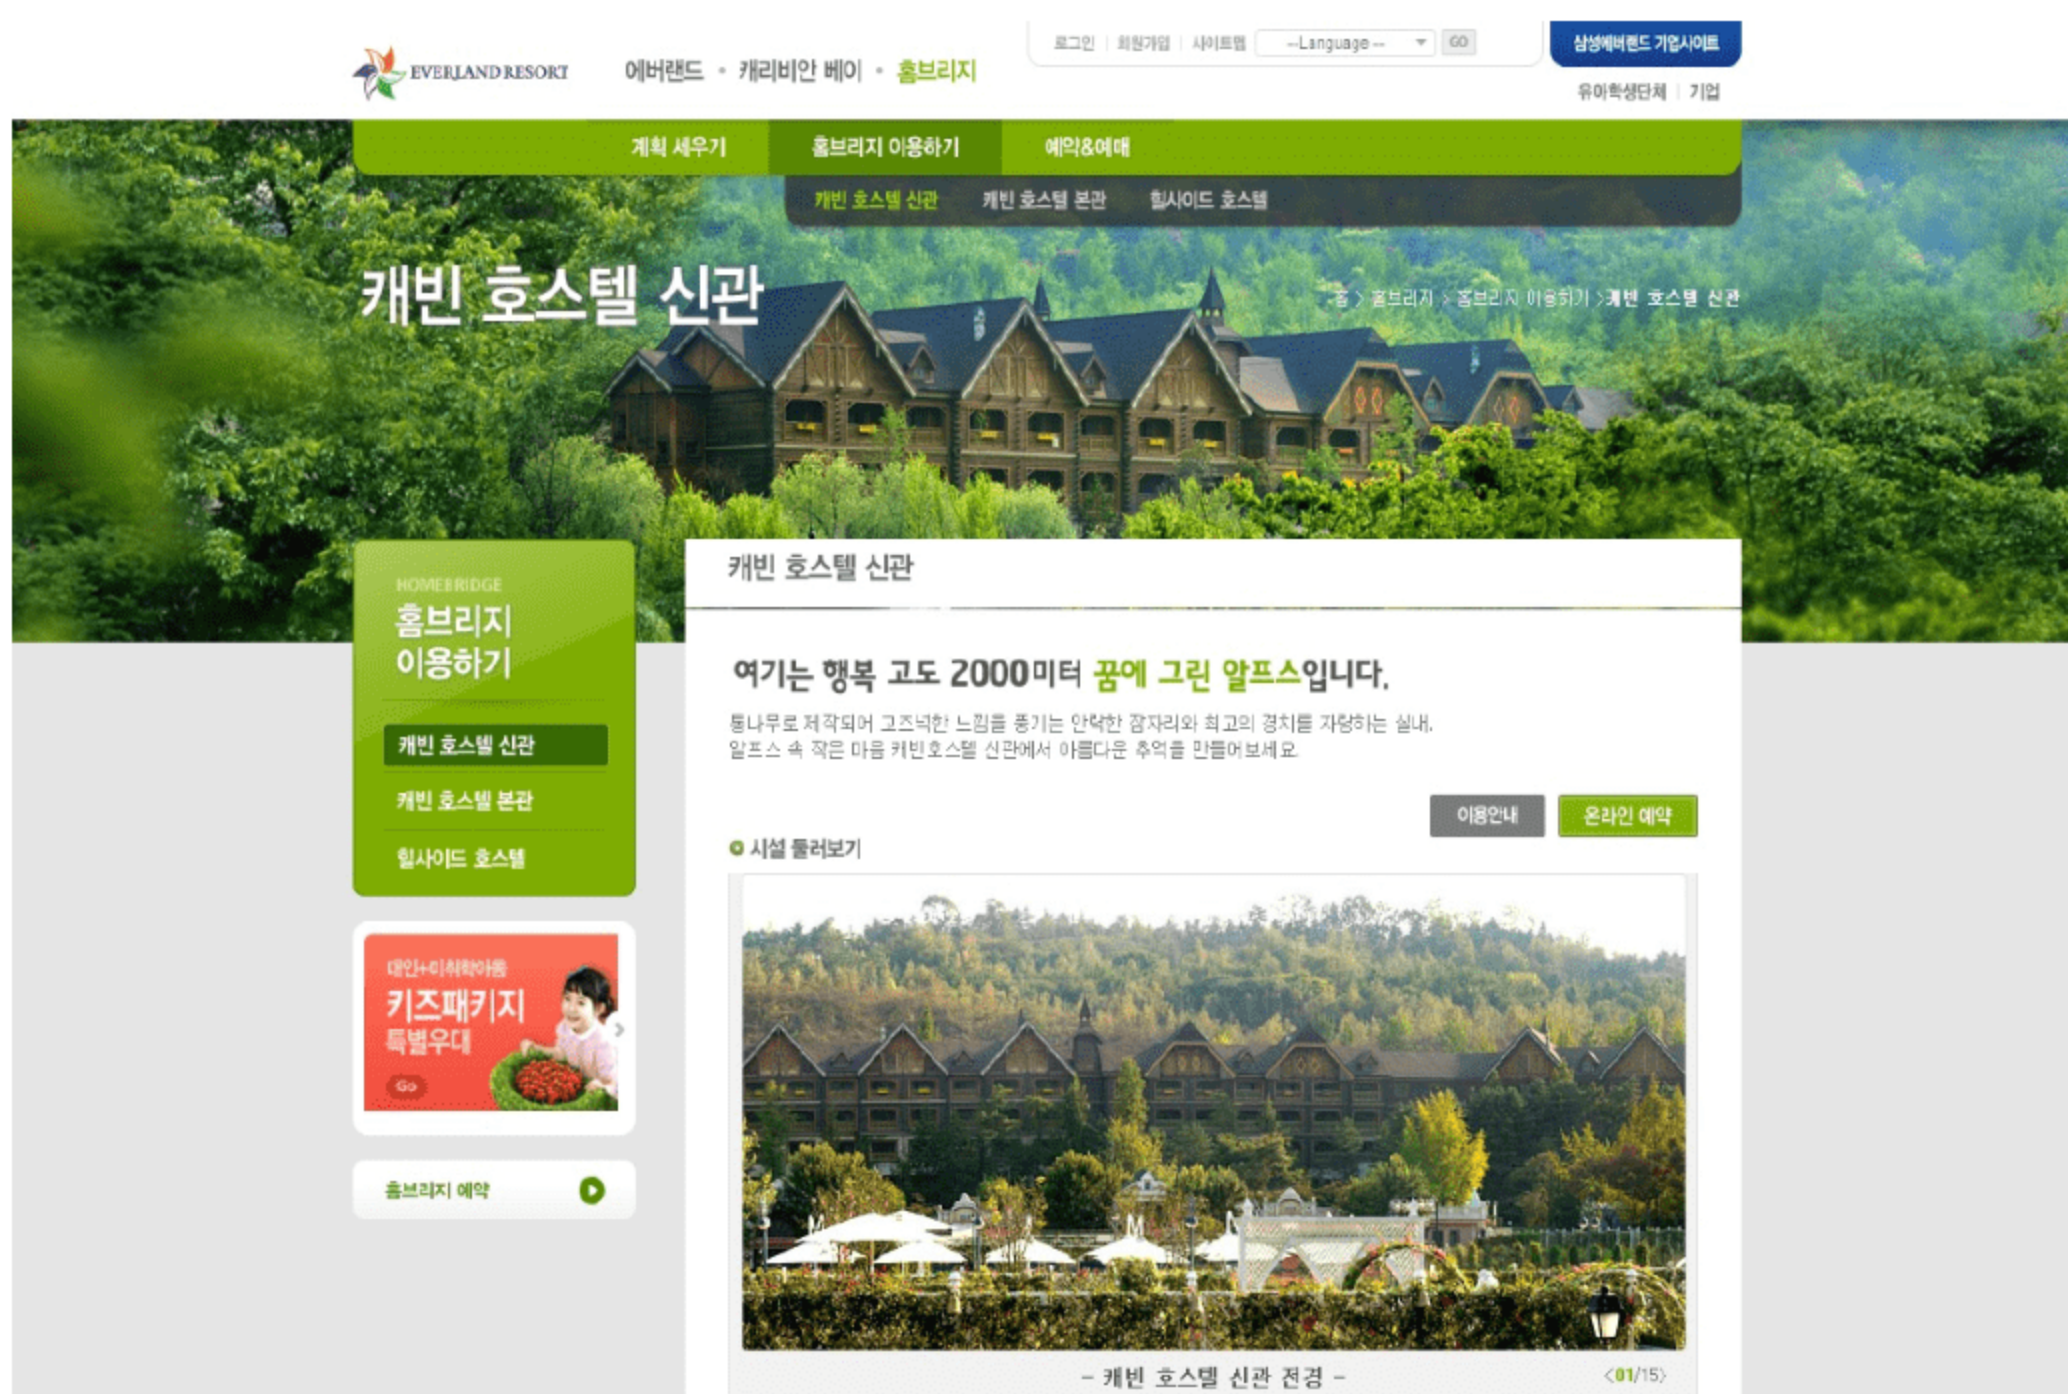 EVERLAND RESORT
에버랜드 • 캐리비안 베이 • 홈브리지
로그인 | 회원가입 | 사이트맵
--Language--
GO
삼성에버랜드 기업사이트
유아학생단체 | 기업
계획 세우기
홈브리지 이용하기
예약&예매
캐빈 호스텔 신관
캐빈 호스텔 본관
힐사이드 호스텔
캐빈 호스텔 신관
홈 > 홈브리지 > 홈브리지 이용하기 >캐빈 호스텔 신관
HOMEBRIDGE
홈브리지
이용하기
캐빈 호스텔 신관
캐빈 호스텔 본관
힐사이드 호스텔
대인+미취학아동
키즈패키지
특별우대
Go
홈브리지 예약
캐빈 호스텔 신관
여기는 행복 고도 2000미터 꿈에 그린 알프스입니다.
통나무로 제작되어 고즈넉한 느낌을 풍기는 안락한 잠자리와 최고의 경치를 자랑하는 실내.
알프스 속 작은 마을 캐빈호스텔 신관에서 아름다운 추억을 만들어보세요.
이용안내
온라인 예약
시설 둘러보기
- 캐빈 호스텔 신관 전경 -
<01/15>